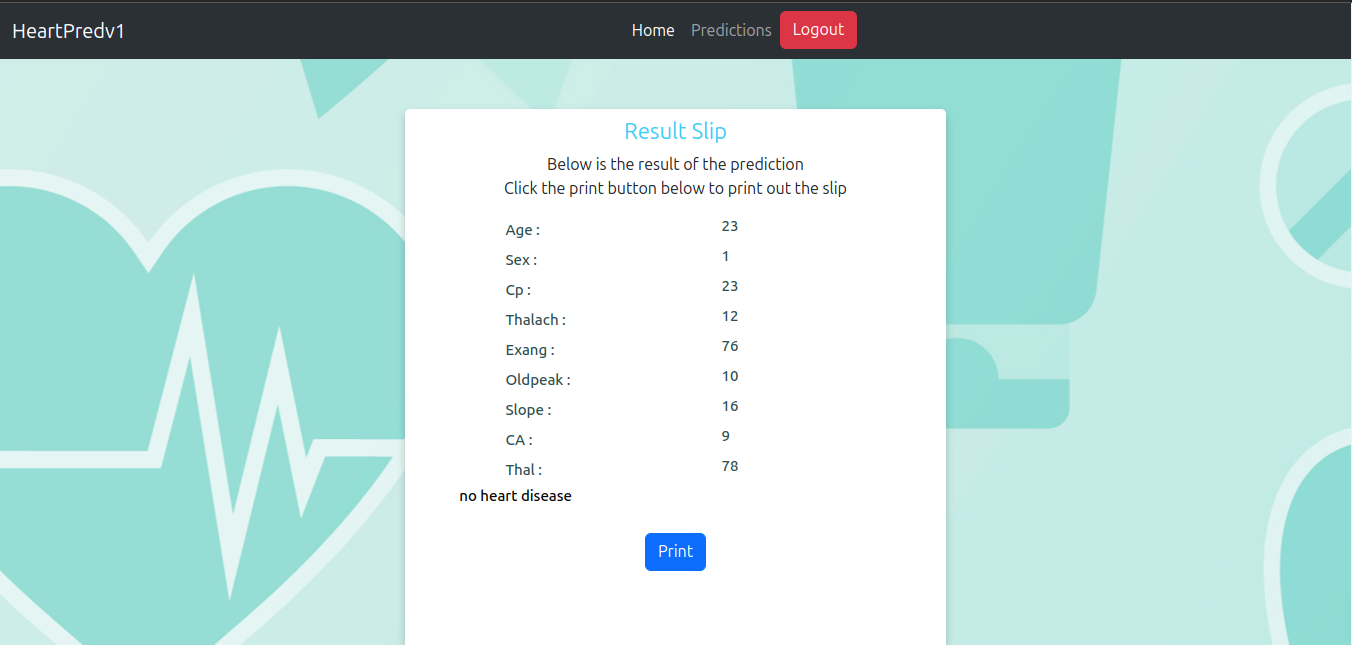 HeartPredv1
Home Predictions Logout
Result Slip
Below is the result of the prediction
Click the print button below to print out the slip
Age : 23
Sex : 1
Cp : 23
Thalach : 12
Exang : 76
Oldpeak : 10
Slope : 16
CA : 9
Thal : 78
no heart disease
Print